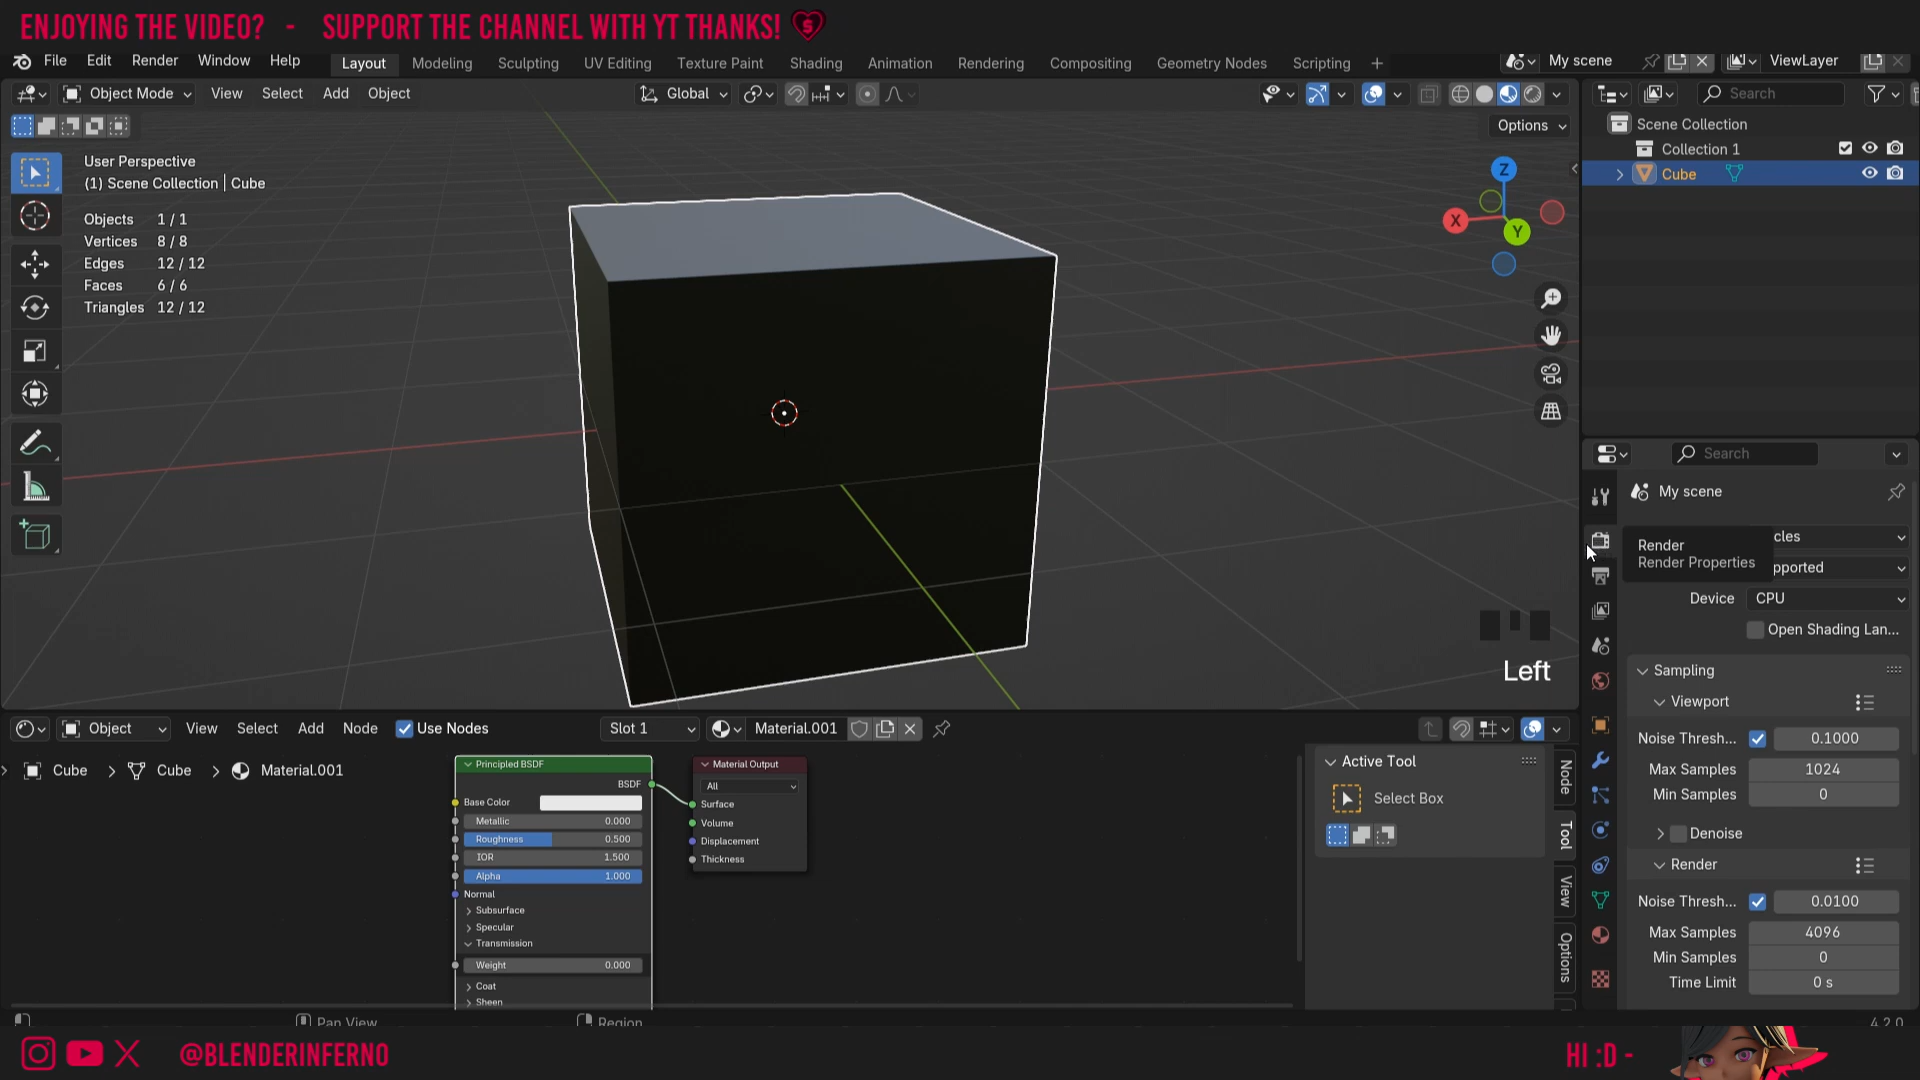 ENJOYING THE VIDEO? - SUPPORT THE CHANNEL WITH YT THANKS!
File Edit Render Window Help
Layout Modeling Sculpting UV Editing Texture Paint Shading Animation Rendering Compositing Geometry Nodes Scripting +
My scene
ViewLayer
Object Mode View Select Add Object
Global
Search
Options
User Perspective
(1) Scene Collection | Cube
Objects 1 / 1
Vertices 8 / 8
Edges 12 / 12
Faces 6 / 6
Triangles 12 / 12
Z
X
Y
Left
Scene Collection
Collection 1
Cube
Search
My scene
Render
Render Properties
cles
pported
Device CPU
Open Shading Lan...
Sampling
Viewport
Noise Thresh... 0.1000
Max Samples 1024
Min Samples 0
Denoise
Render
Noise Thresh... 0.0100
Max Samples 4096
Min Samples 0
Time Limit 0 s
Object View Select Add Node Use Nodes
Slot 1
Material.001
Cube > Cube > Material.001
Principled BSDF
BSDF
Base Color
Metallic 0.000
Roughness 0.500
IOR 1.500
Alpha 1.000
Normal
Subsurface
Specular
Transmission
Weight 0.000
Coat
Sheen
Material Output
All
Surface
Volume
Displacement
Thickness
Active Tool
Select Box
Node
Tool
View
Options
Pan View
Region
4.2.0
@BLENDERINFERNO
HI :D -